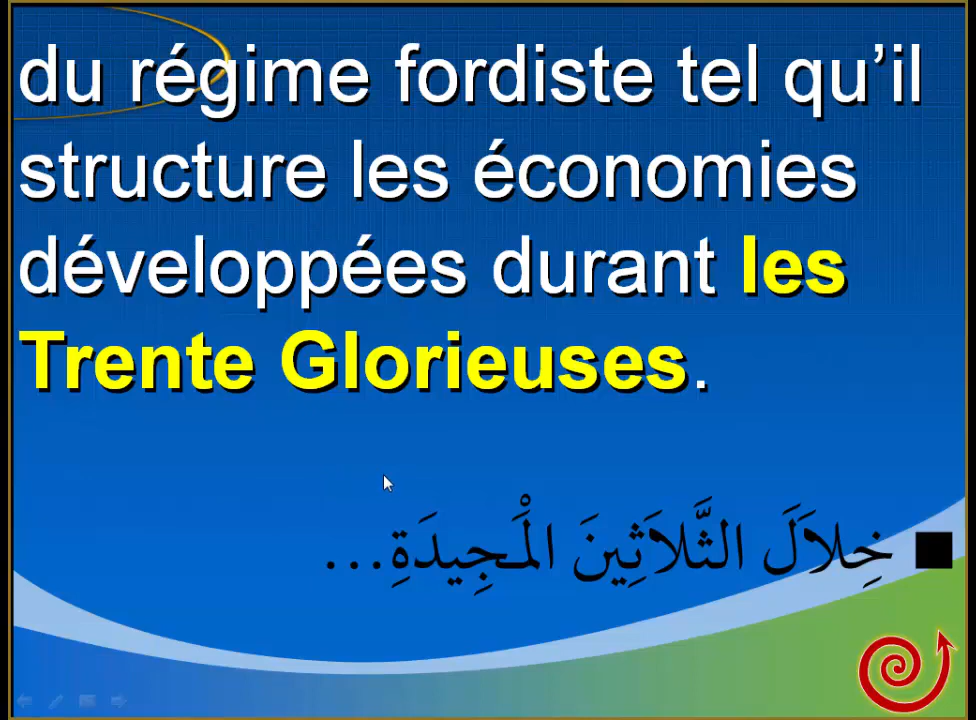 du régime fordiste tel qu’il
structure les économies
développées durant les
Trente Glorieuses.
خِلاَلَ الثَّلاَثِينَ الْمَجِيدَةِ...